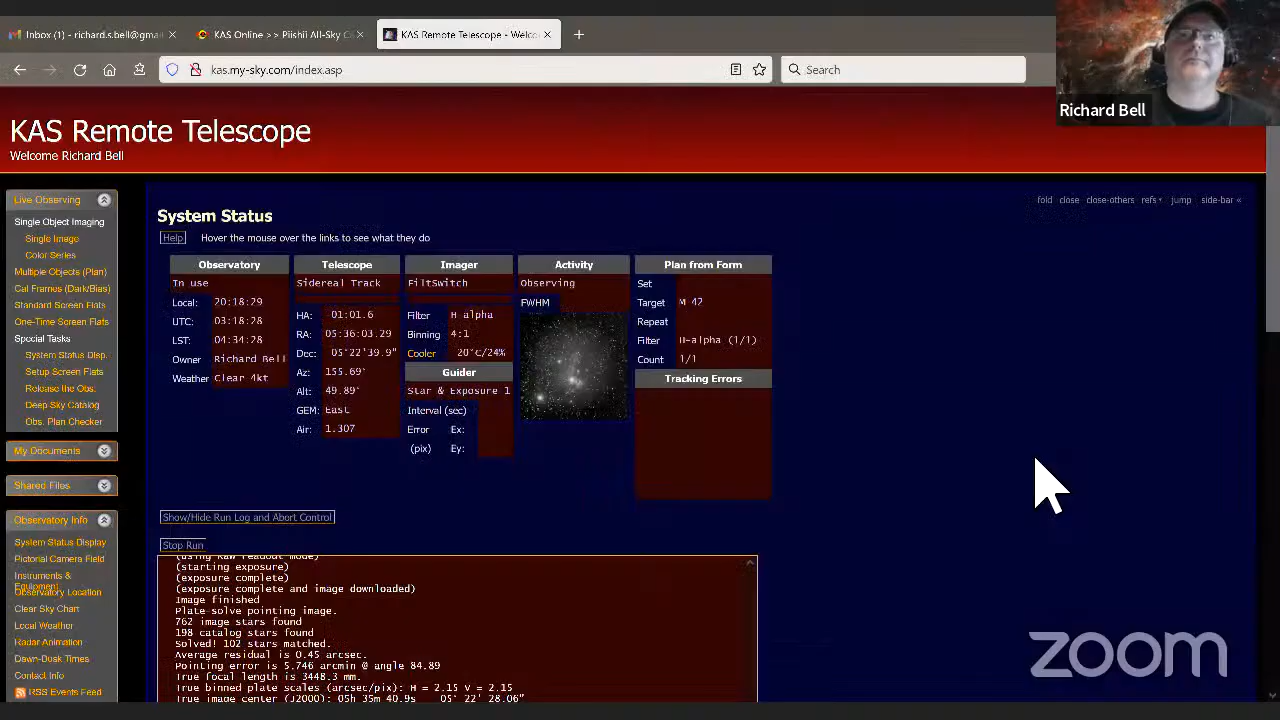 Inbox (1) - richard.s.bell@gmai
KAS Online >> Piishii All-Sky C
KAS Remote Telescope - Welco
kas.my-sky.com/index.asp
Search
Richard Bell
KAS Remote Telescope
Welcome Richard Bell
Live Observing
Single Object Imaging
Single Image
Color Series
Multiple Objects (Plan)
Cal Frames (Dark/Bias)
Standard Screen Flats
One-Time Screen Flats
Special Tasks
System Status Disp.
Setup Screen Flats
Release the Obs.
Deep Sky Catalog
Obs. Plan Checker
My Documents
Shared Files
Observatory Info
System Status Display
Pictorial Camera Field
Instruments &
Equipment
Observatory Location
Clear Sky Chart
Local Weather
Radar Animation
Dawn-Dusk Times
Contact Info
RSS Events Feed
fold close close-others refs jump side-bar «
System Status
Help Hover the mouse over the links to see what they do
Observatory
In use
Local: 20:18:29
UTC: 03:18:28
LST: 04:34:28
Owner Richard Bell
Weather Clear 4kt
Telescope
Sidereal Track
HA: 01:01.6
RA: 05:36:03.29
Dec: 05°22'39.9"
Az: 155.69°
Alt: 49.89°
GEM: East
Air: 1.307
Imager
FiltSwitch
Filter H alpha
Binning 4:1
Cooler 20°C/24%
Guider
Star & Exposure 1
Interval (sec)
Error Ex:
(pix) Ey:
Activity
Observing
FWHM
Plan from Form
Set
Target M 42
Repeat
Filter H-alpha (1/1)
Count 1/1
Tracking Errors
Show/Hide Run Log and Abort Control
Stop Run
(using Raw readout mode)
(starting exposure)
(exposure complete)
(exposure complete and image downloaded)
Image finished
Plate-solve pointing image.
762 image stars found
198 catalog stars found
Solved! 102 stars matched.
Average residual is 0.45 arcsec.
Pointing error is 5.746 arcmin @ angle 84.89
True focal length is 3448.3 mm.
True binned plate scales (arcsec/pix): H = 2.15 V = 2.15
True image center (J2000): 05h 35m 40.9s 05° 22' 28.06"
zoom